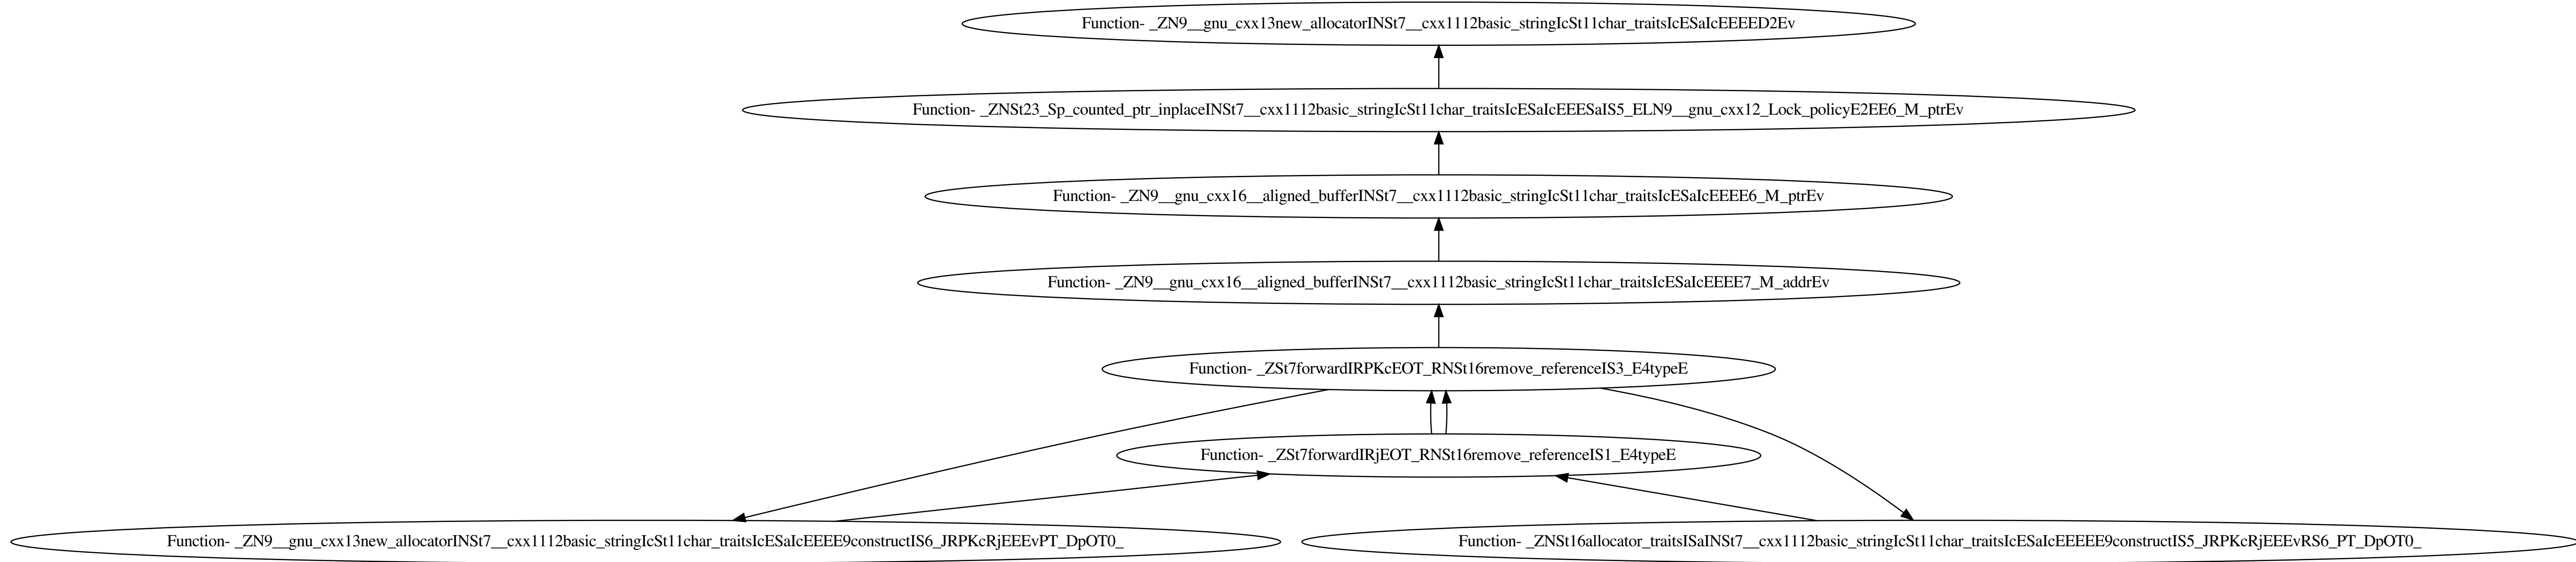 Function- _ZN9__gnu_cxx13new_allocatorINSt7__cxx1112basic_stringIcSt11char_traitsIcESaIcEEEED2Ev
Function- _ZNSt23_Sp_counted_ptr_inplaceINSt7__cxx1112basic_stringIcSt11char_traitsIcESaIcEEESaIS5_ELN9__gnu_cxx12_Lock_policyE2EE6_M_ptrEv
Function- _ZN9__gnu_cxx16__aligned_bufferINSt7__cxx1112basic_stringIcSt11char_traitsIcESaIcEEEE6_M_ptrEv
Function- _ZN9__gnu_cxx16__aligned_bufferINSt7__cxx1112basic_stringIcSt11char_traitsIcESaIcEEEE7_M_addrEv
Function- _ZSt7forwardIRPKcEOT_RNSt16remove_referenceIS3_E4typeE
Function- _ZSt7forwardIRjEOT_RNSt16remove_referenceIS1_E4typeE
Function- _ZN9__gnu_cxx13new_allocatorINSt7__cxx1112basic_stringIcSt11char_traitsIcESaIcEEEE9constructIS6_JRPKcRjEEEvPT_DpOT0_
Function- _ZNSt16allocator_traitsISaINSt7__cxx1112basic_stringIcSt11char_traitsIcESaIcEEEEE9constructIS5_JRPKcRjEEEvRS6_PT_DpOT0_